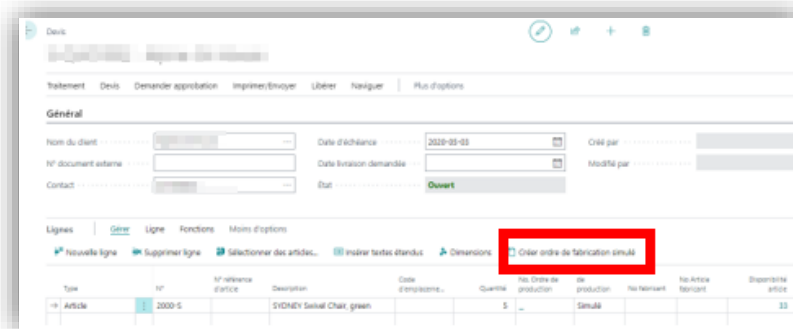 Devis
Traitement Devis Demander approbation Imprimer/Envoyer Libérer Naviguer Plus d'options
Général
Nom du client Date d'échéance 2020-05-03 Créé par
N° document externe Date livraison demandée Modifié par
Contact État Ouvert
Lignes Gérer Ligne Fonctions Moins d'options
Nouvelle ligne Supprimer ligne Sélectionner des articles... Insérer textes étendus Dimensions Créer ordre de fabrication simulé
Type N° N° référence d'article Description Code d'emplaceme... Quantité No. Ordre de production de production No fabricant No Article fabricant Disponibilité article
Article 2000-S SYDNEY Swivel Chair, green 5 _ Simulé 33